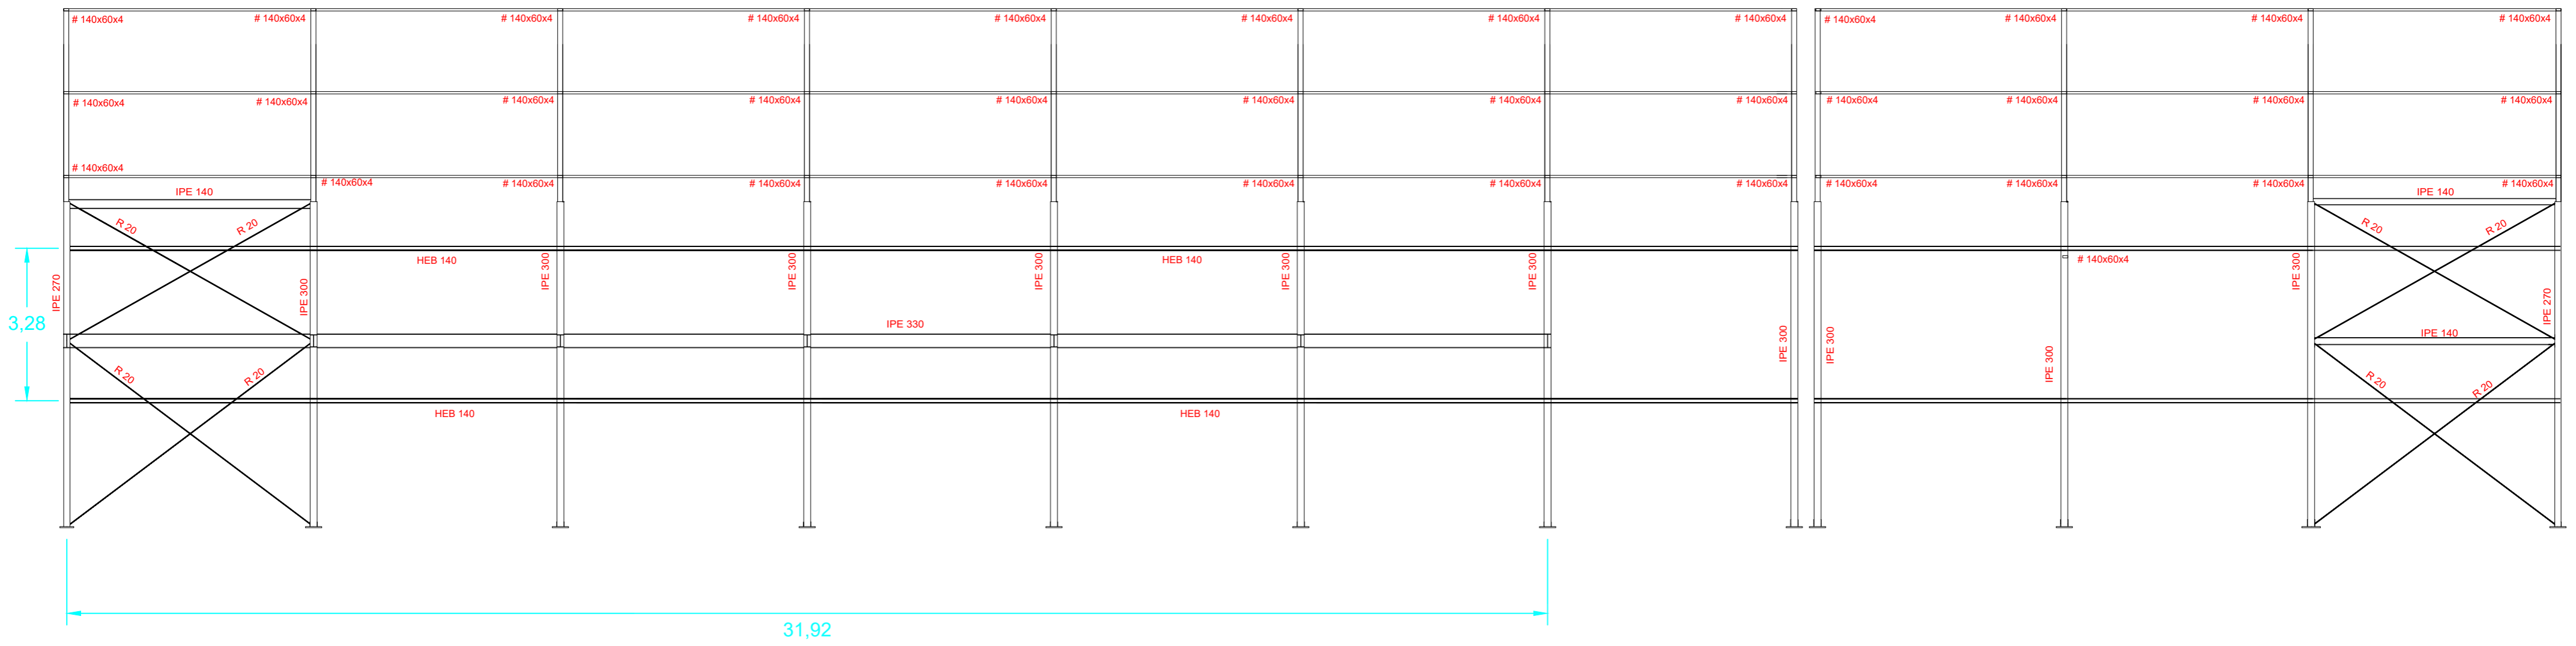 # 140x60x4 # 140x60x4 # 140x60x4 # 140x60x4 # 140x60x4 # 140x60x4 # 140x60x4 # 140x60x4 # 140x60x4 # 140x60x4 # 140x60x4 # 140x60x4
# 140x60x4 # 140x60x4 # 140x60x4 # 140x60x4 # 140x60x4 # 140x60x4 # 140x60x4 # 140x60x4 # 140x60x4 # 140x60x4 # 140x60x4 # 140x60x4
# 140x60x4
# 140x60x4 # 140x60x4 # 140x60x4 # 140x60x4 # 140x60x4 # 140x60x4 # 140x60x4 # 140x60x4 # 140x60x4 # 140x60x4 # 140x60x4
IPE 140 IPE 140
R 20 R 20 R 20 R 20
HEB 140 HEB 140 # 140x60x4
IPE 270 IPE 300 IPE 300 IPE 300 IPE 300 IPE 300 IPE 300 IPE 300 IPE 300 IPE 300 IPE 300 IPE 270
3,28
IPE 330 IPE 140
R 20 R 20 R 20 R 20
HEB 140 HEB 140
31,92